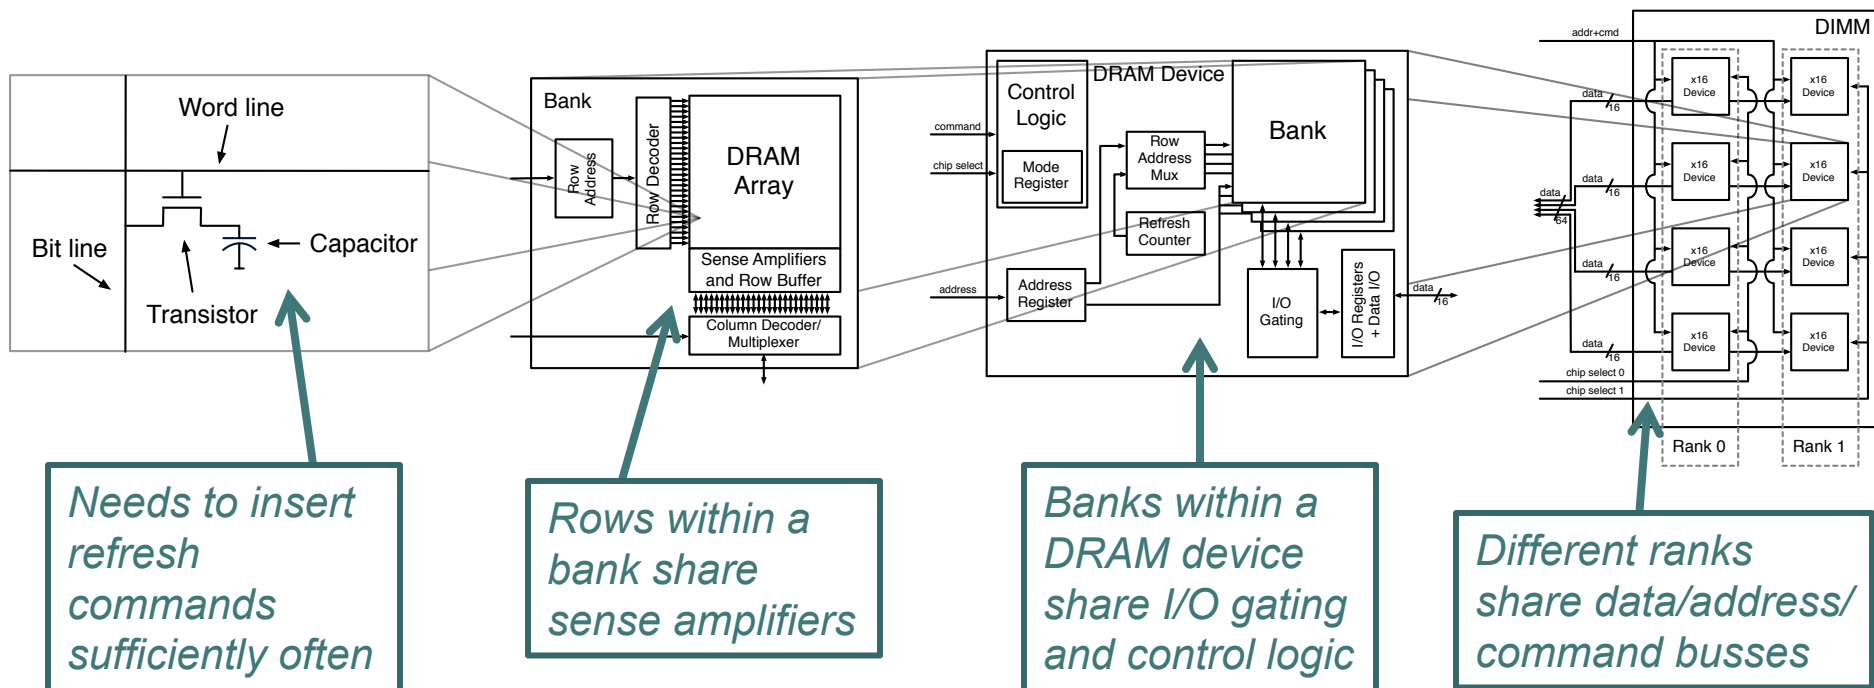 Word line
Bit line
Capacitor
Transistor
Bank
Row
Address
Row Decoder
DRAM
Array
Sense Amplifiers
and Row Buffer
Column Decoder/
Multiplexer
DRAM Device
command
chip select
address
Control
Logic
Mode
Register
Row
Address
Mux
Bank
Refresh
Counter
Address
Register
I/O
Gating
I/O Registers
+ Data I/O
data
16
DIMM
addr+cmd
x16
Device
x16
Device
data
16
x16
Device
x16
Device
data
16
data
64
x16
Device
x16
Device
data
16
x16
Device
x16
Device
data
16
chip select 0
chip select 1
Rank 0
Rank 1
Needs to insert
refresh
commands
sufficiently often
Rows within a
bank share
sense amplifiers
Banks within a
DRAM device
share I/O gating
and control logic
Different ranks
share data/address/
command busses